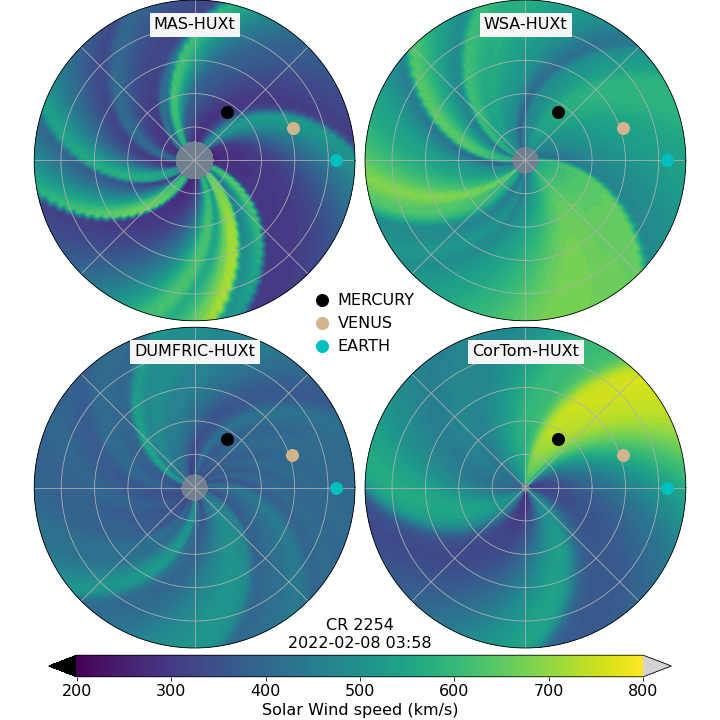 MAS-HUXt
WSA-HUXt
MERCURY
VENUS
EARTH
DUMFRIC-HUXt
CorTom-HUXt
CR 2254
2022-02-08 03:58
200 300 400 500 600 700 800
Solar Wind speed (km/s)